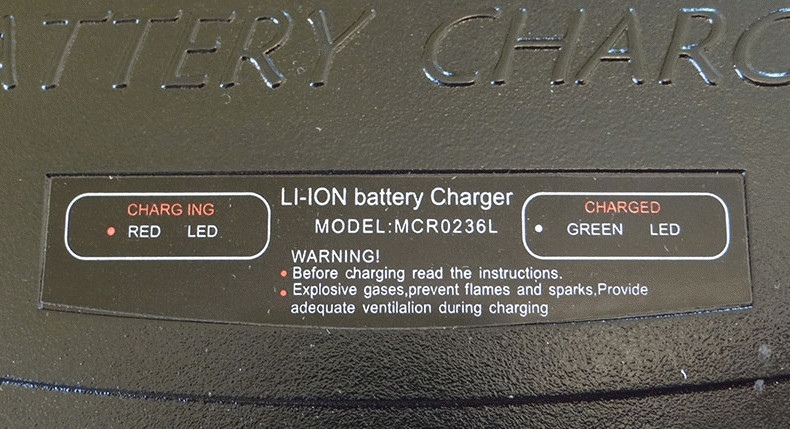 ATTERY CHARG
LI-ION battery Charger
MODEL:MCR0236L
CHARG ING
• RED LED
CHARGED
• GREEN LED
WARNING!
• Before charging read the instructions.
• Explosive gases,prevent flames and sparks,Provide
adequate ventilalion during charging